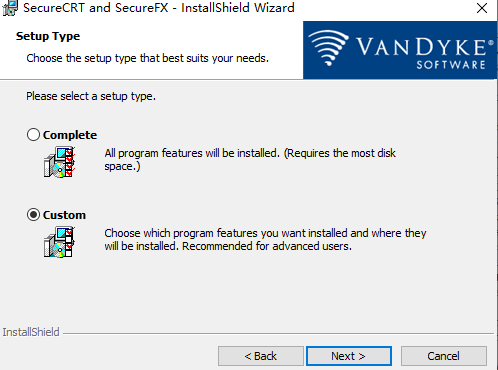 SecureCRT and SecureFX - InstallShield Wizard
Setup Type
Choose the setup type that best suits your needs.
VANDYKE
SOFTWARE
Please select a setup type.
Complete
All program features will be installed. (Requires the most disk
space.)
Custom
Choose which program features you want installed and where they
will be installed. Recommended for advanced users.
InstallShield
< Back
Next >
Cancel